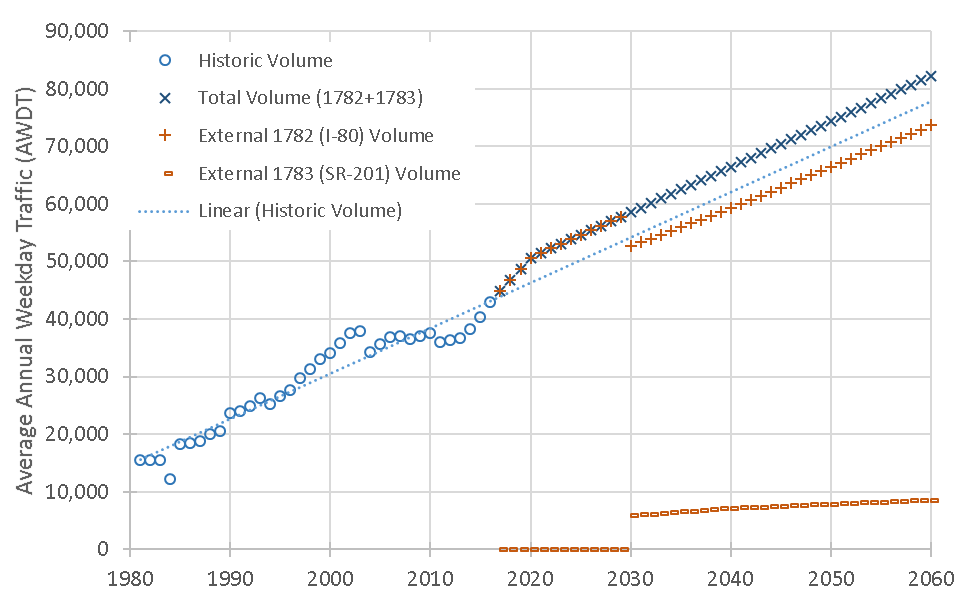 90,000
80,000
70,000
60,000
50,000
40,000
30,000
20,000
10,000
0
Average Annual Weekday Traffic (AWDT)
Historic Volume
Total Volume (1782+1783)
External 1782 (I-80) Volume
External 1783 (SR-201) Volume
Linear (Historic Volume)
1980 1990 2000 2010 2020 2030 2040 2050 2060